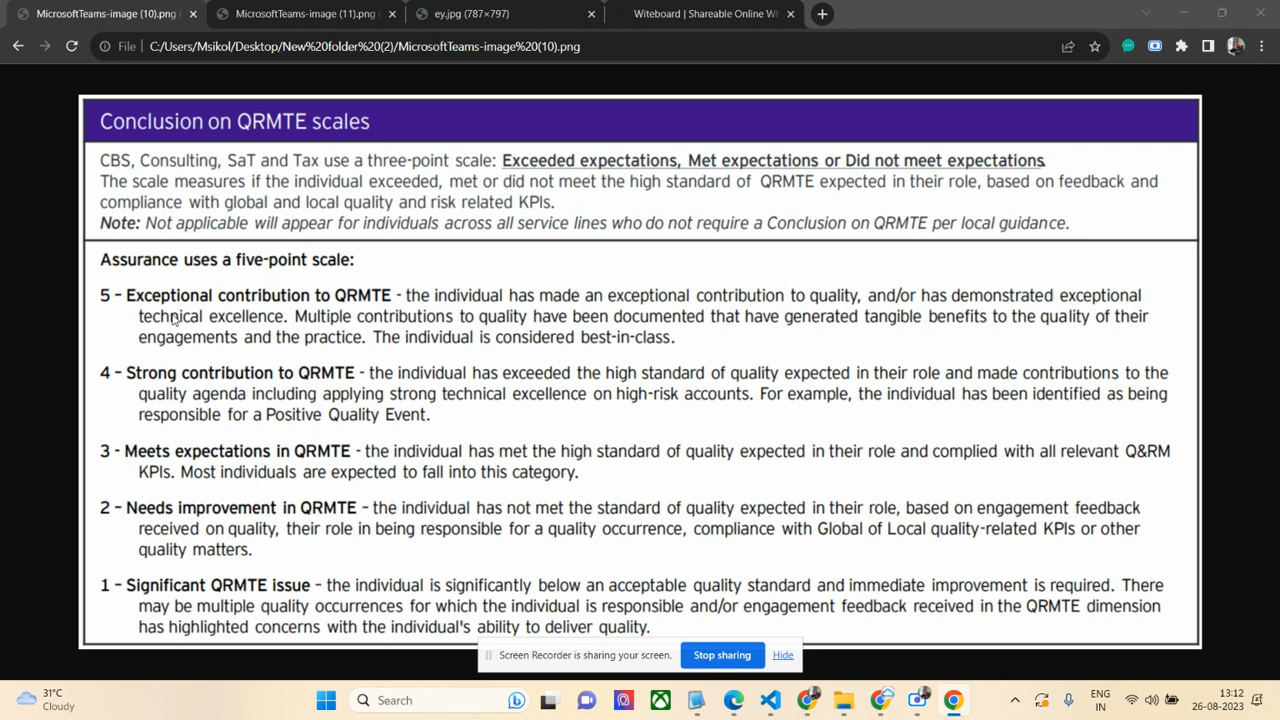 MicrosoftTeams-image (10).png (
MicrosoftTeams-image (11).png (
ey.jpg (787×797)
Witeboard | Shareable Online Wh
File
C:/Users/Msikol/Desktop/New%20folder%20(2)/MicrosoftTeams-image%20(10).png
Conclusion on QRMTE scales
CBS, Consulting, SaT and Tax use a three-point scale: Exceeded expectations, Met expectations or Did not meet expectations.
The scale measures if the individual exceeded, met or did not meet the high standard of QRMTE expected in their role, based on feedback and
compliance with global and local quality and risk related KPIs.
Note: Not applicable will appear for individuals across all service lines who do not require a Conclusion on QRMTE per local guidance.
Assurance uses a five-point scale:
5 – Exceptional contribution to QRMTE - the individual has made an exceptional contribution to quality, and/or has demonstrated exceptional
technical excellence. Multiple contributions to quality have been documented that have generated tangible benefits to the quality of their
engagements and the practice. The individual is considered best-in-class.
4 – Strong contribution to QRMTE - the individual has exceeded the high standard of quality expected in their role and made contributions to the
quality agenda including applying strong technical excellence on high-risk accounts. For example, the individual has been identified as being
responsible for a Positive Quality Event.
3 - Meets expectations in QRMTE - the individual has met the high standard of quality expected in their role and complied with all relevant Q&RM
KPIs. Most individuals are expected to fall into this category.
2 – Needs improvement in QRMTE – the individual has not met the standard of quality expected in their role, based on engagement feedback
received on quality, their role in being responsible for a quality occurrence, compliance with Global of Local quality-related KPIs or other
quality matters.
1 – Significant QRMTE issue – the individual is significantly below an acceptable quality standard and immediate improvement is required. There
may be multiple quality occurrences for which the individual is responsible and/or engagement feedback received in the QRMTE dimension
has highlighted concerns with the individual's ability to deliver quality.
Screen Recorder is sharing your screen.
Stop sharing
Hide
31°C
Cloudy
Search
ENG
IN
13:12
26-08-2023